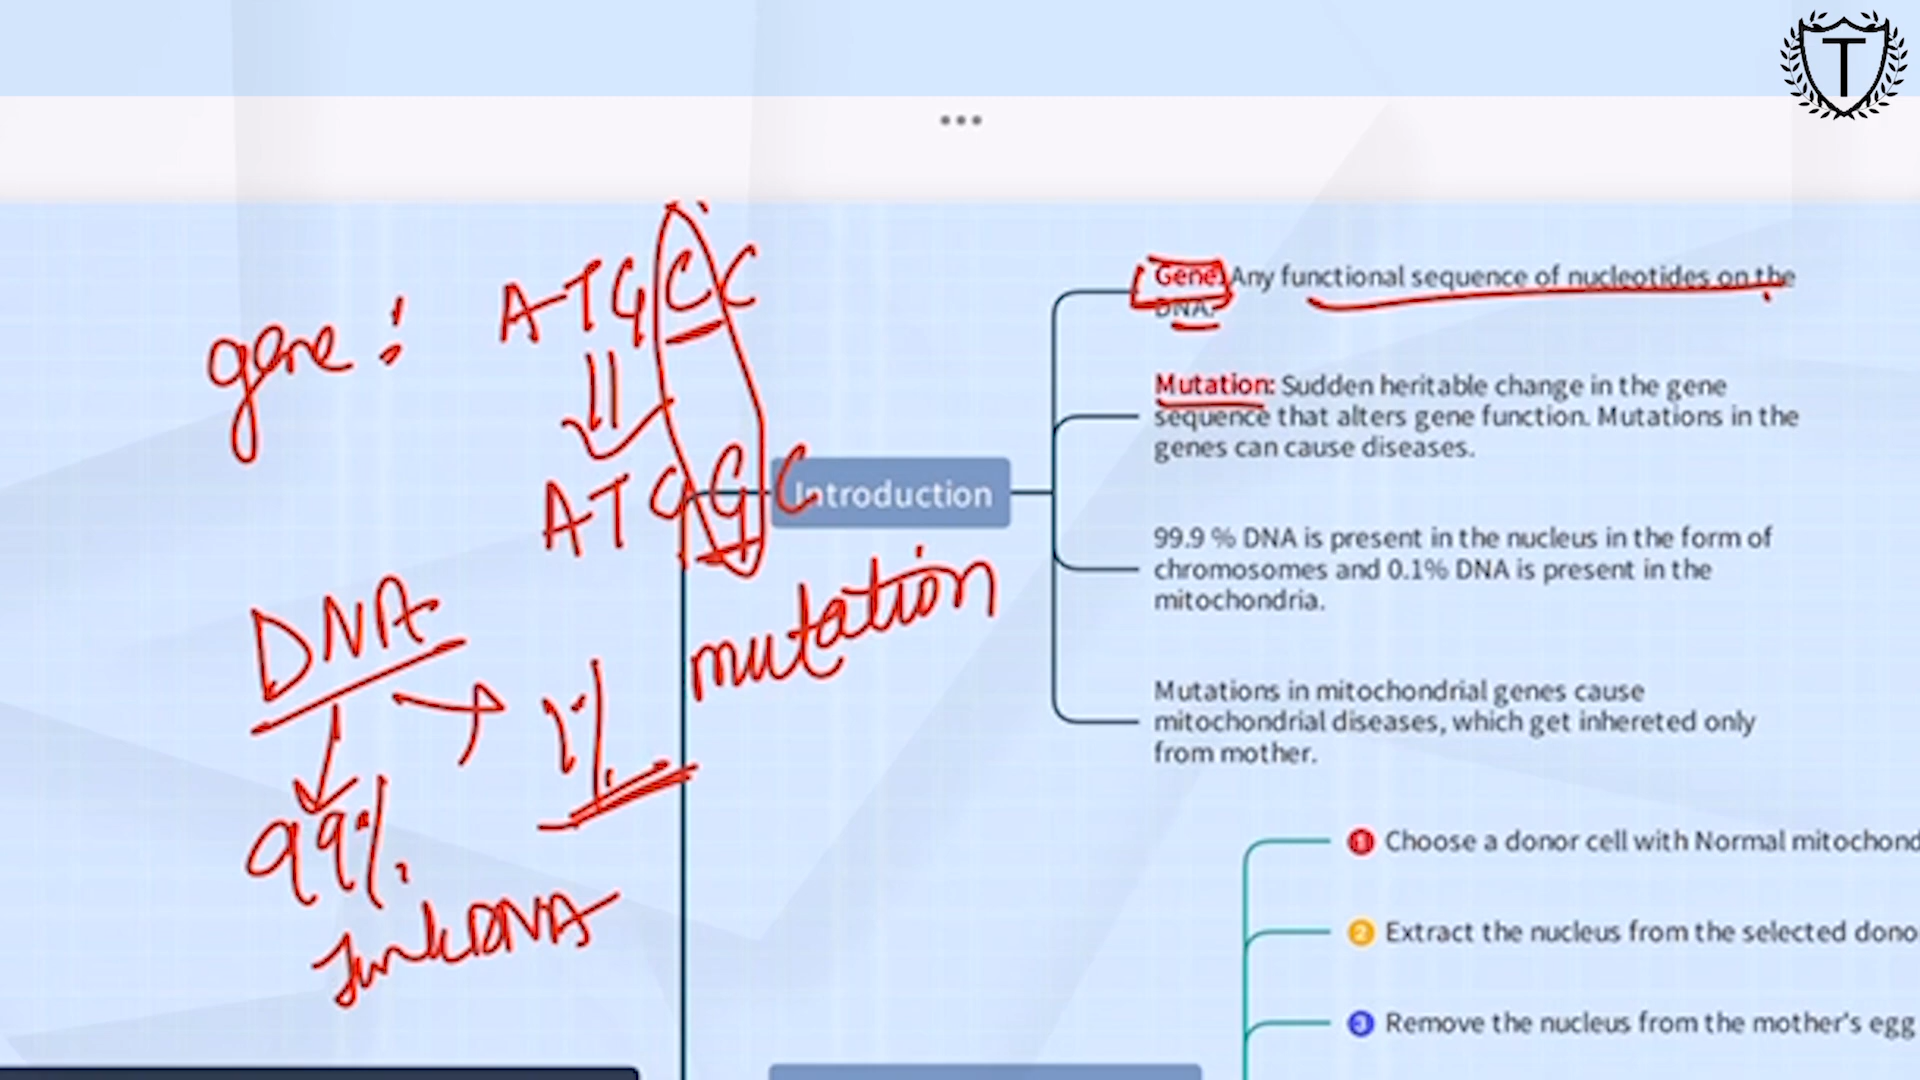 T
gene :
ATGCC
ATGGC
mutation
DNA
1%
99%
Junk DNA
Introduction
Gene: Any functional sequence of nucleotides on the
DNA.
Mutation: Sudden heritable change in the gene
sequence that alters gene function. Mutations in the
genes can cause diseases.
99.9 % DNA is present in the nucleus in the form of
chromosomes and 0.1% DNA is present in the
mitochondria.
Mutations in mitochondrial genes cause
mitochondrial diseases, which get inhereted only
from mother.
1 Choose a donor cell with Normal mitochond
2 Extract the nucleus from the selected dono
3 Remove the nucleus from the mother's egg